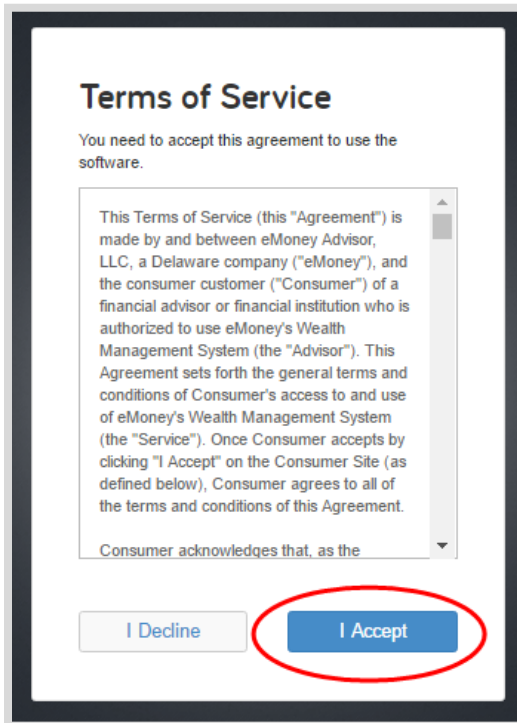 Terms of Service
You need to accept this agreement to use the
software.
This Terms of Service (this "Agreement") is
made by and between eMoney Advisor,
LLC, a Delaware company ("eMoney"), and
the consumer customer ("Consumer") of a
financial advisor or financial institution who is
authorized to use eMoney's Wealth
Management System (the "Advisor"). This
Agreement sets forth the general terms and
conditions of Consumer's access to and use
of eMoney's Wealth Management System
(the "Service"). Once Consumer accepts by
clicking "I Accept" on the Consumer Site (as
defined below), Consumer agrees to all of
the terms and conditions of this Agreement.
Consumer acknowledges that, as the
I Decline
I Accept